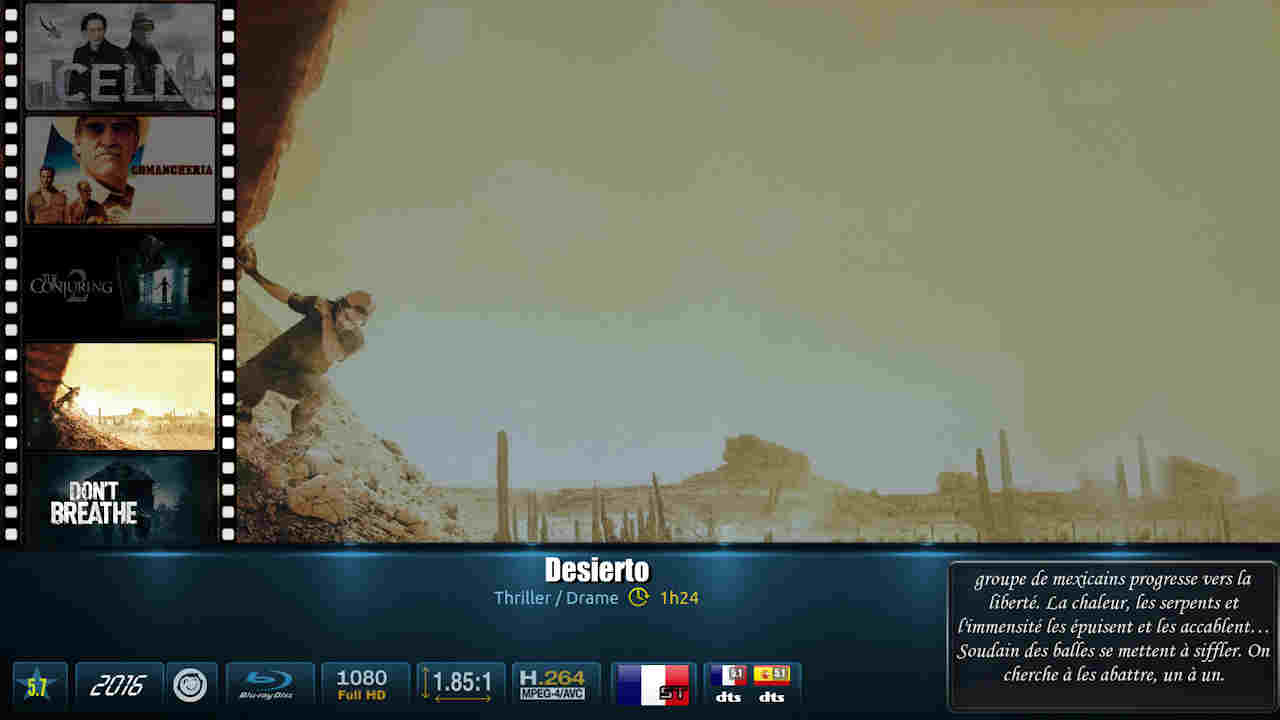 CELL
COMANCHERIA
THE
CONJURING 2
DON'T
BREATHE
Desierto
Thriller / Drame 1h24
groupe de mexicains progresse vers la
liberté. La chaleur, les serpents et
l'immensité les épuisent et les accablent…
Soudain des balles se mettent à siffler. On
cherche à les abattre, un à un.
5.7
2016
Blu-ray Disc
1080
Full HD
1.85:1
H.264
MPEG-4/AVC
ST
5.1
dts
5.1
dts